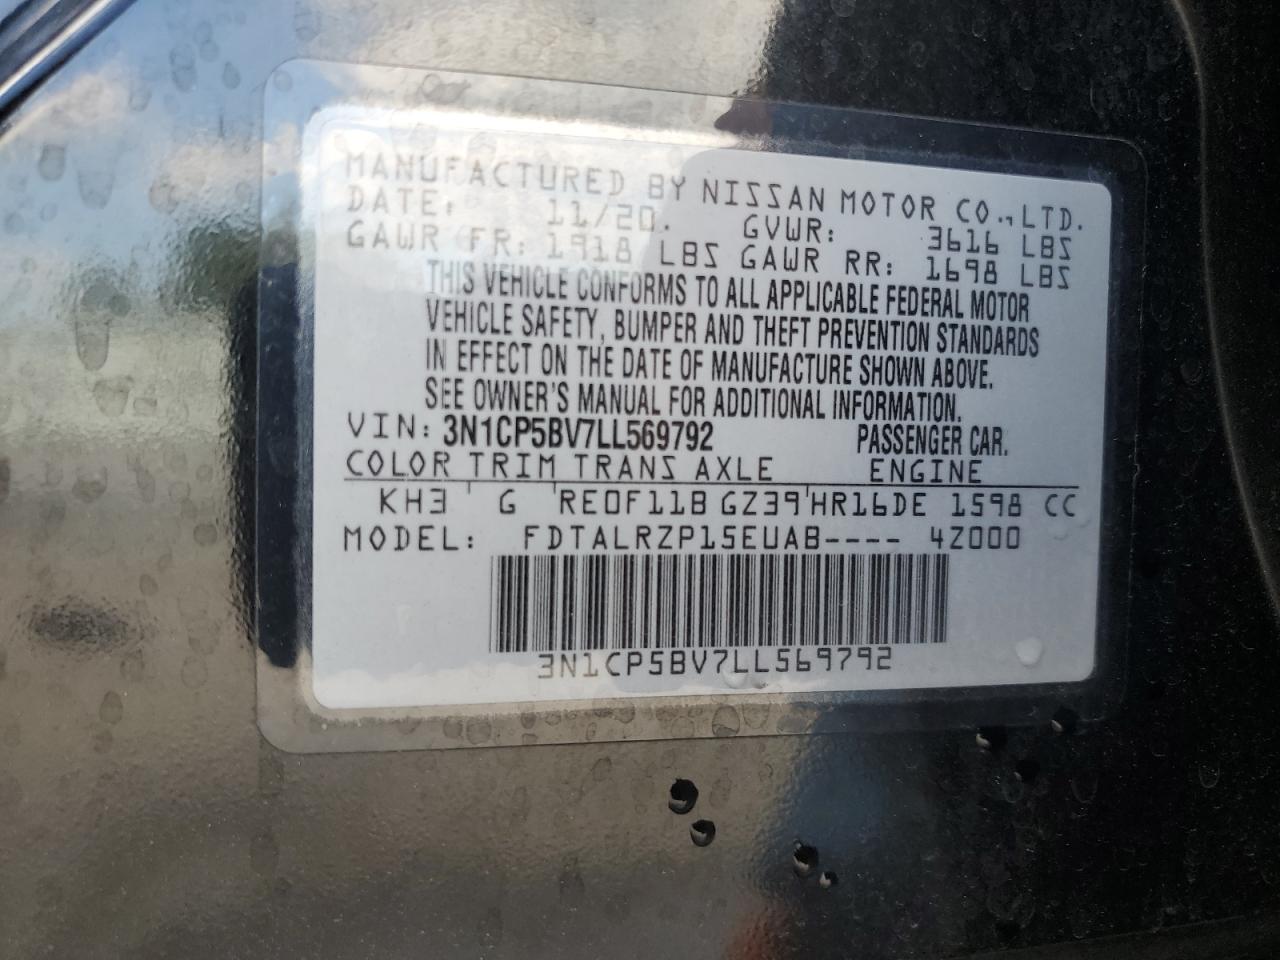 MANUFACTURED BY NISSAN MOTOR CO., LTD.
DATE: 11/20. GVWR: 3616 LBS
GAWR FR: 1918 LBS GAWR RR: 1698 LBS
THIS VEHICLE CONFORMS TO ALL APPLICABLE FEDERAL MOTOR
VEHICLE SAFETY, BUMPER AND THEFT PREVENTION STANDARDS
IN EFFECT ON THE DATE OF MANUFACTURE SHOWN ABOVE.
SEE OWNER'S MANUAL FOR ADDITIONAL INFORMATION.
VIN: 3N1CP5BV7LL569792 PASSENGER CAR.
COLOR TRIM TRANS AXLE ENGINE
KH3 G RE0F11B GZ39 HR16DE 1598 CC
MODEL: FDTALRZP15EUAB---- 4Z000
3N1CP5BV7LL569792